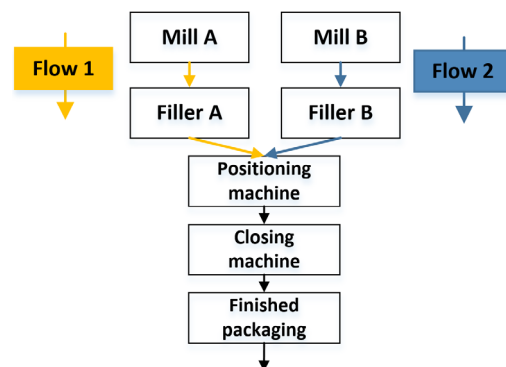 Mill A
Mill B
Flow 1
Flow 2
Filler A
Filler B
Positioning
machine
Closing
machine
Finished
packaging